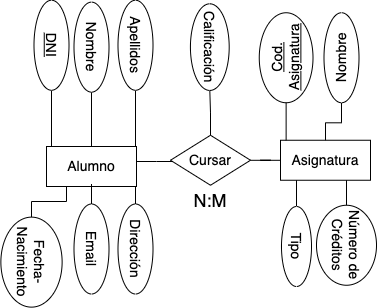 DNI
Nombre
Apellidos
Calificación
Cod.
Asignatura
Nombre
Alumno
Cursar
Asignatura
N:M
Fecha-
Nacimiento
Email
Dirección
Tipo
Número de
Créditos